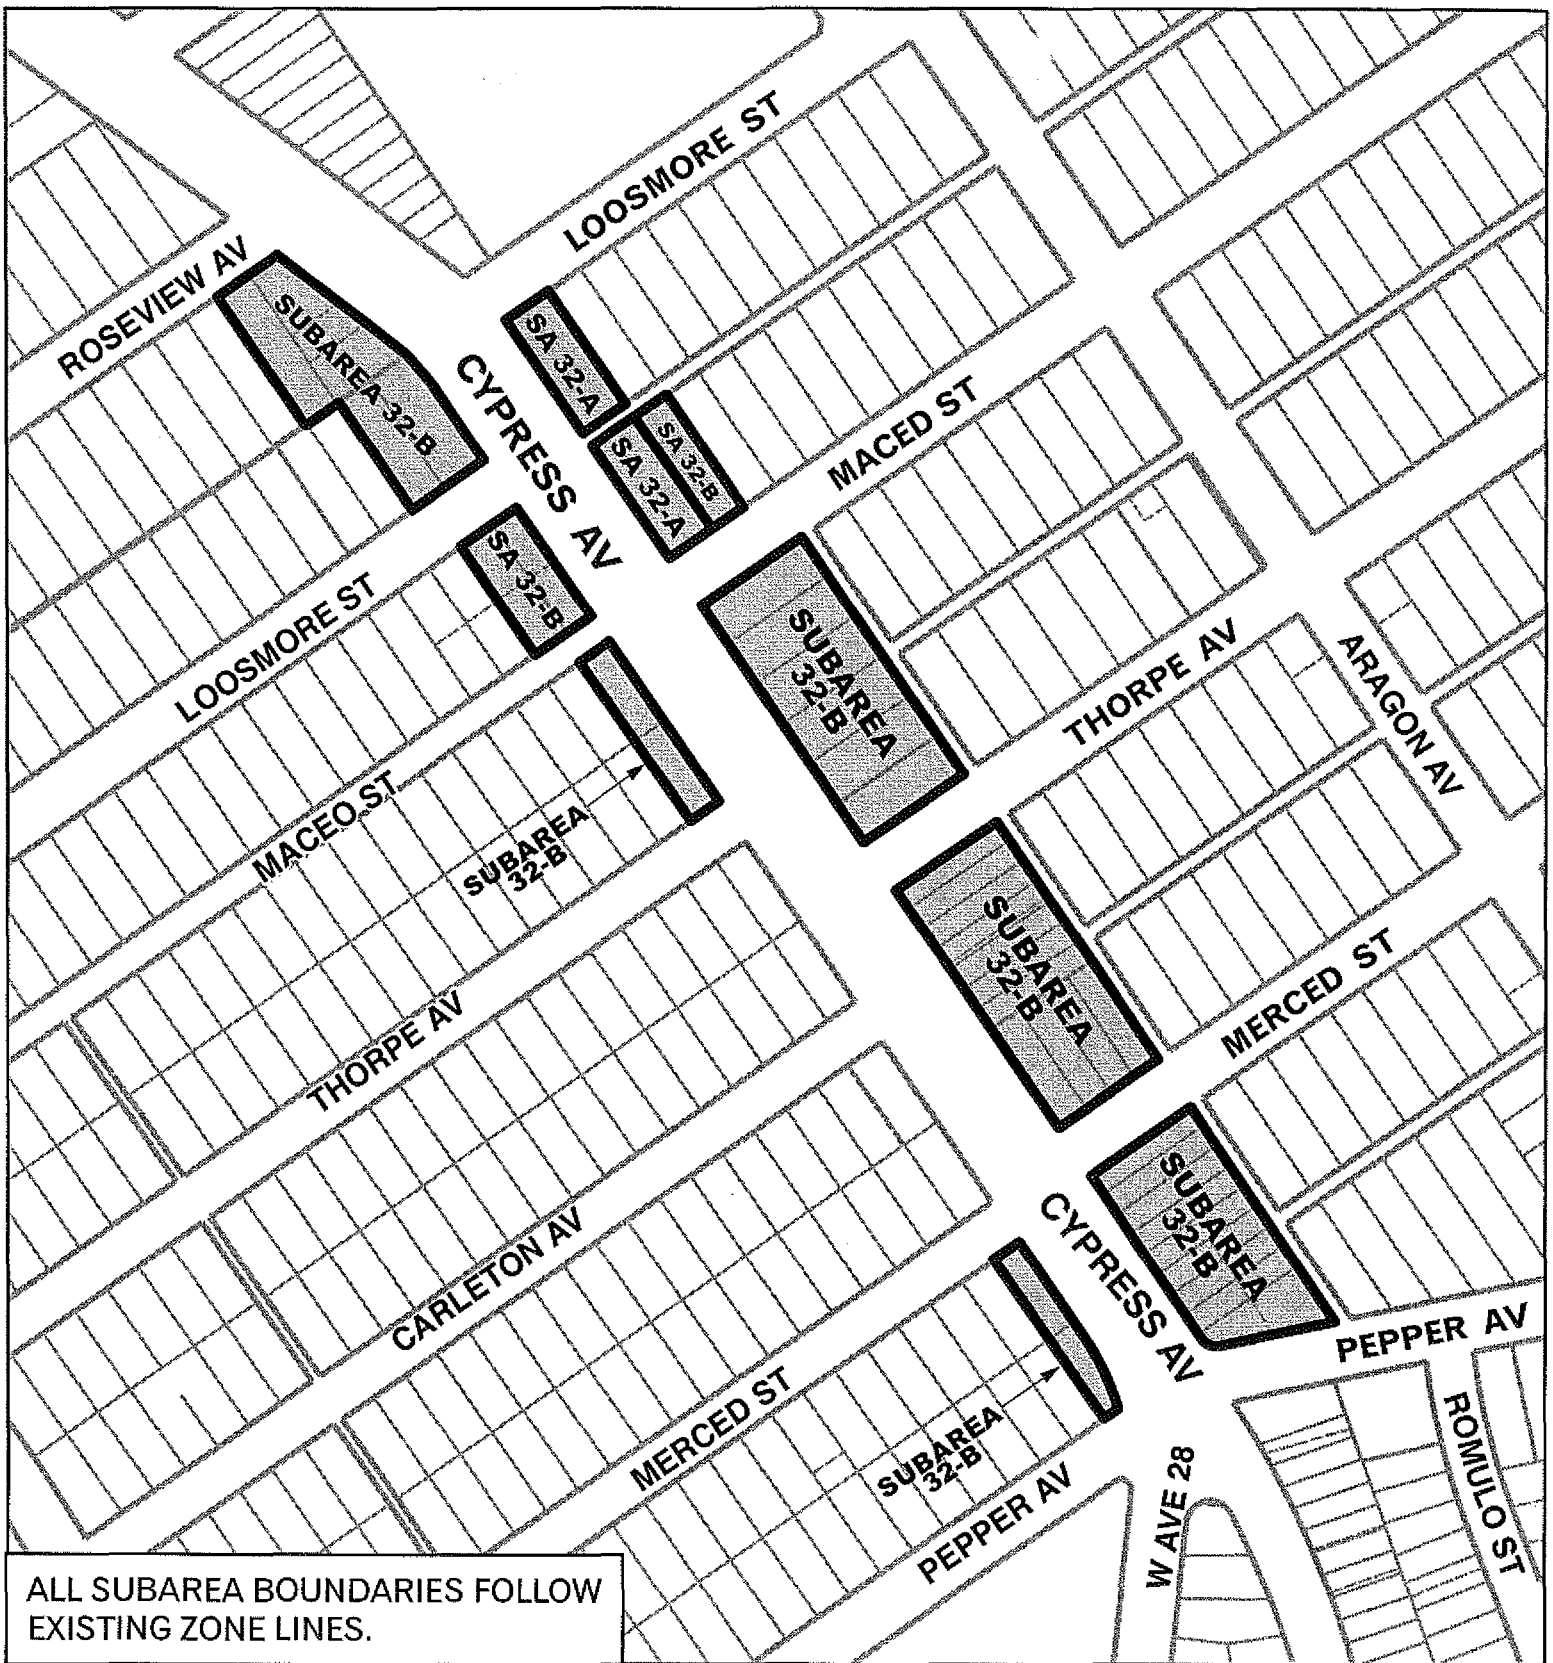 LOOSMORE ST
ROSEVIEW AV
SUBAREA 32-B
CYPRESS AV
SA 32-A
SA 32-A
SA 32-B
MACED ST
SA 32-B
LOOSMORE ST
SUBAREA
32-B
THORPE AV
ARAGON AV
MACEO ST
SUBAREA
32-B
SUBAREA
32-B
MERCED ST
THORPE AV
SUBAREA
32-B
CYPRESS AV
CARLETON AV
PEPPER AV
MERCED ST
SUBAREA
32-B
ROMULO ST
W AVE 28
PEPPER AV
ALL SUBAREA BOUNDARIES FOLLOW
EXISTING ZONE LINES.